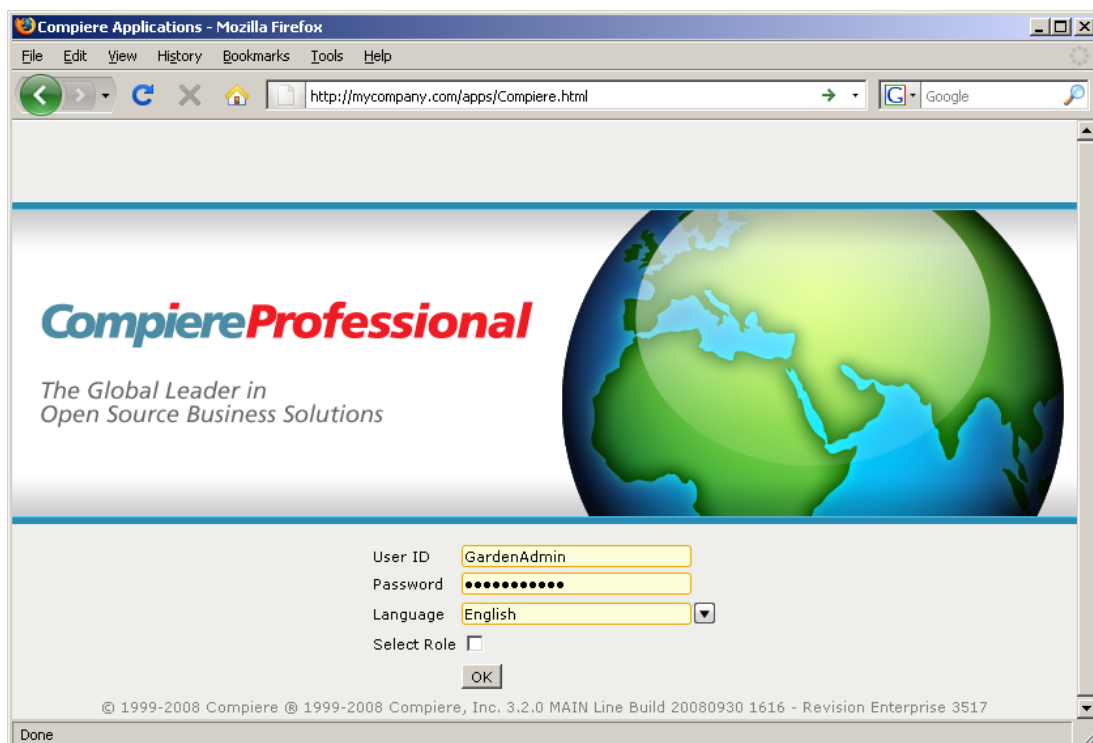 Compiere Applications - Mozilla Firefox
File Edit View History Bookmarks Tools Help
http://mycompany.com/apps/Compiere.html
G Google
CompiereProfessional
The Global Leader in
Open Source Business Solutions
User ID GardenAdmin
Password ●●●●●●●●●●●
Language English
Select Role
OK
© 1999-2008 Compiere ® 1999-2008 Compiere, Inc. 3.2.0 MAIN Line Build 20080930 1616 - Revision Enterprise 3517
Done